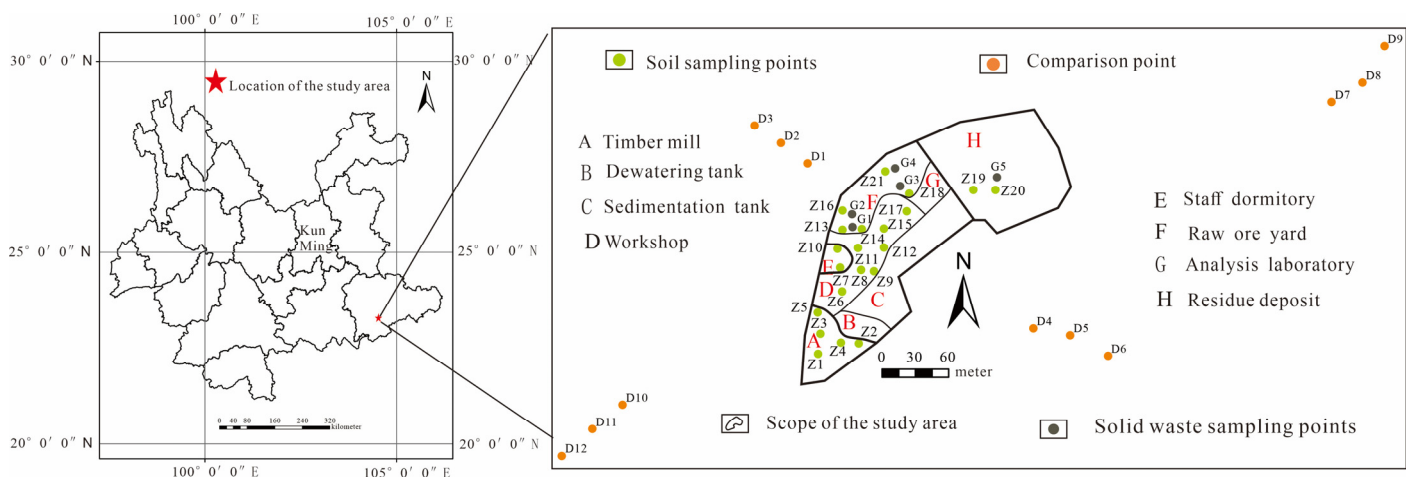 100° 0′ 0″ E
105° 0′ 0″ E
30° 0′ 0″ N
30° 0′ 0″ N
Location of the study area
N
Kun
Ming
25° 0′ 0″ N
25° 0′ 0″ N
20° 0′ 0″ N
20° 0′ 0″ N
0 40 80 160 240 320
kilometer
100° 0′ 0″ E
105° 0′ 0″ E
Soil sampling points
Comparison point
D9
D8
D7
D3
D2
D1
A Timber mill
B Dewatering tank
C Sedimentation tank
D Workshop
H
G4
G5
G3
G
Z21
Z18
Z19
Z20
F
Z16
G2
Z17
G1
Z13
Z15
Z14
Z10
Z12
Z11
E
Z7
Z8
Z9
D
Z6
C
Z5
B
Z3
Z2
A
Z4
Z1
N
0 30 60
meter
E Staff dormitory
F Raw ore yard
G Analysis laboratory
H Residue deposit
D4
D5
D6
D10
D11
D12
Scope of the study area
Solid waste sampling points